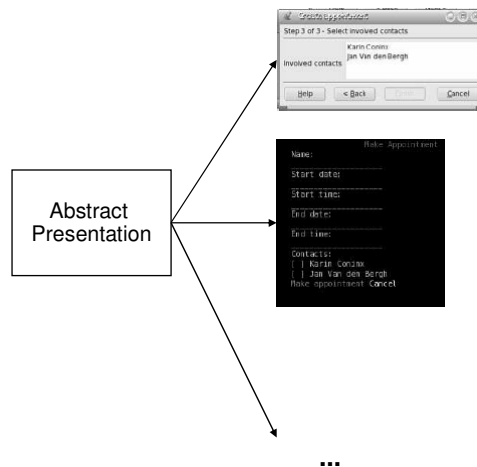 Create appointment
Step 3 of 3 - Select involved contacts
Karin Coninx
Jan Van den Bergh
Involved contacts
Help < Back Cancel
Make Appointment
Name:
Start date:
Start time:
End date:
End time:
Contacts:
[ ] Karin Coninx
[ ] Jan Van den Bergh
Make appointment Cancel
Abstract
Presentation
...